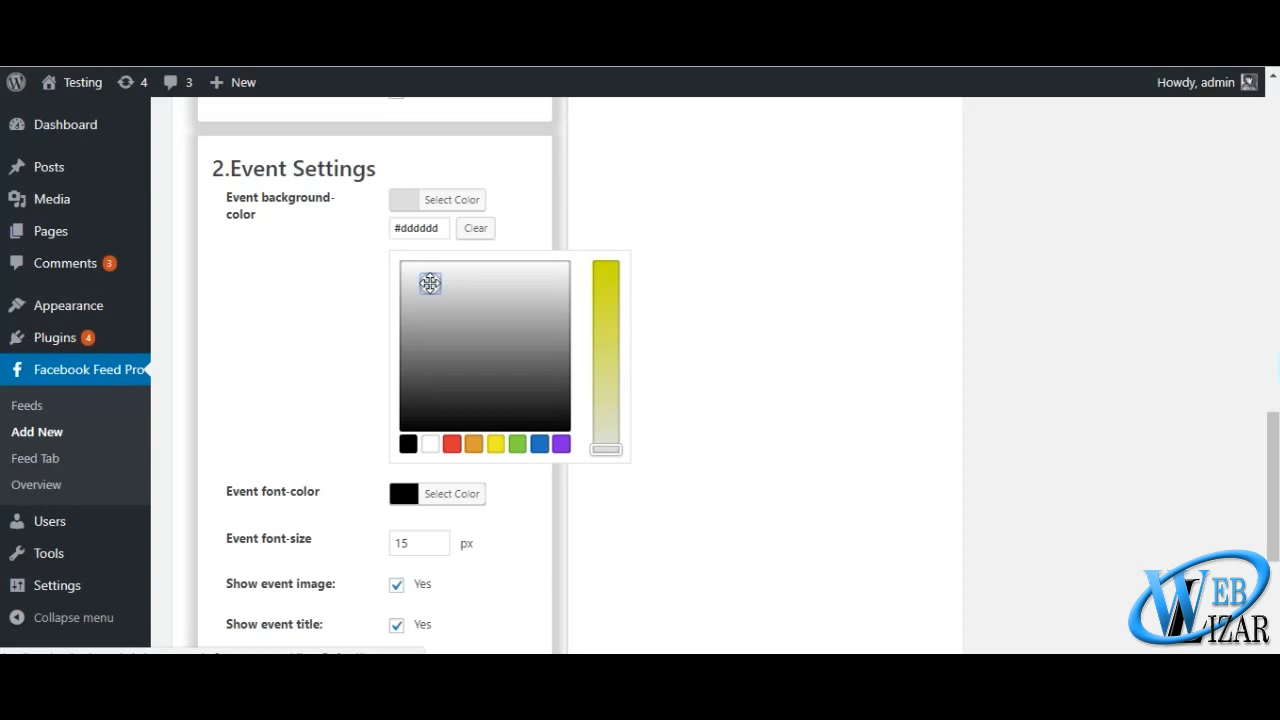 Testing
4
3
New
Howdy, admin
Dashboard
Posts
Media
Pages
Comments 3
Appearance
Plugins 4
Facebook Feed Pro
Feeds
Add New
Feed Tab
Overview
Users
Tools
Settings
Collapse menu
2.Event Settings
Event background-
color
Select Color
#dddddd
Clear
Event font-color
Select Color
Event font-size
15
px
Show event image:
Yes
Show event title:
Yes
WEB
WIZAR